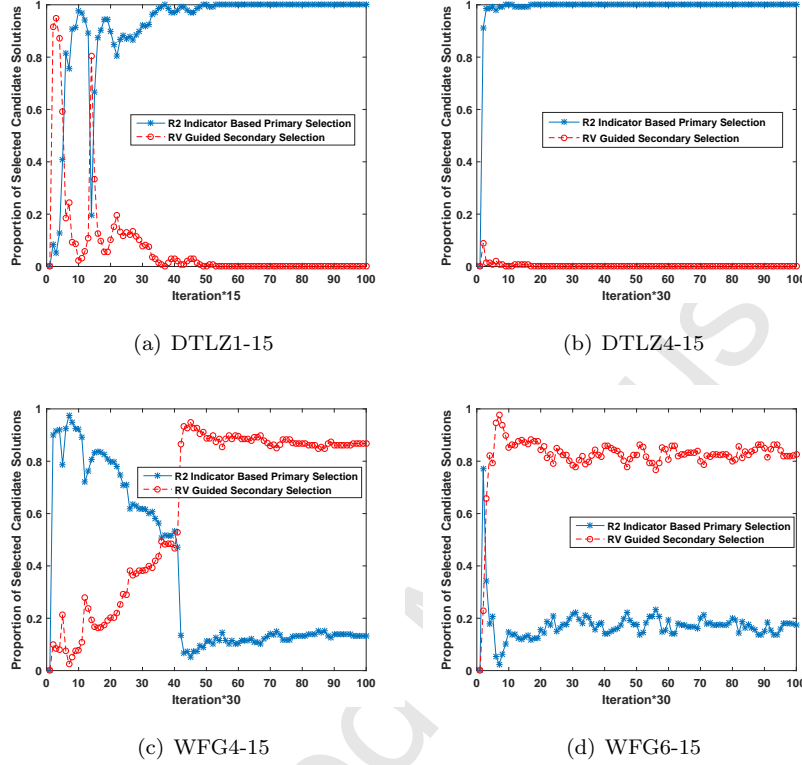 1
0.8
0.6
0.4
0.2
0
Proportion of Selected Candidate Solutions
R2 Indicator Based Primary Selection
RV Guided Secondary Selection
0 10 20 30 40 50 60 70 80 90 100
Iteration*15
(a) DTLZ1-15
1
0.8
0.6
0.4
0.2
0
Proportion of Selected Candidate Solutions
R2 Indicator Based Primary Selection
RV Guided Secondary Selection
0 10 20 30 40 50 60 70 80 90 100
Iteration*30
(b) DTLZ4-15
1
0.8
0.6
0.4
0.2
0
Proportion of Selected Candidate Solutions
R2 Indicator Based Primary Selection
RV Guided Secondary Selection
0 10 20 30 40 50 60 70 80 90 100
Iteration*30
(c) WFG4-15
1
0.8
0.6
0.4
0.2
0
Proportion of Selected Candidate Solutions
R2 Indicator Based Primary Selection
RV Guided Secondary Selection
0 10 20 30 40 50 60 70 80 90 100
Iteration*30
(d) WFG6-15